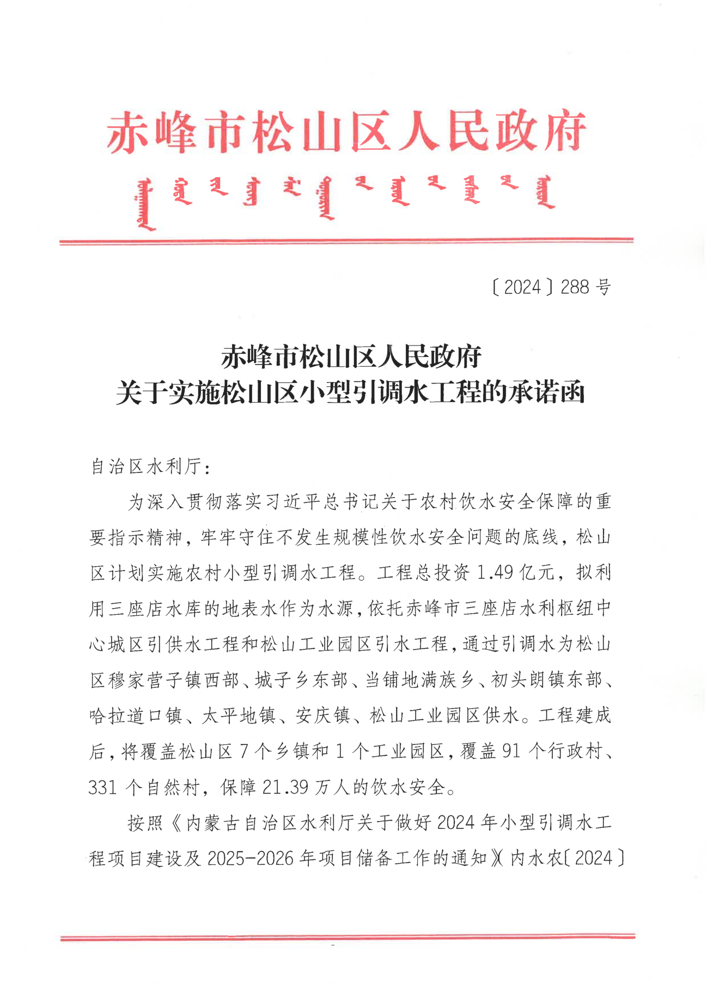 赤峰市松山区人民政府
〔2024〕288 号
赤峰市松山区人民政府
关于实施松山区小型引调水工程的承诺函
自治区水利厅：
为深入贯彻落实习近平总书记关于农村饮水安全保障的重
要指示精神，牢牢守住不发生规模性饮水安全问题的底线，松山
区计划实施农村小型引调水工程。工程总投资 1.49 亿元，拟利
用三座店水库的地表水作为水源，依托赤峰市三座店水利枢纽中
心城区引供水工程和松山工业园区引水工程，通过引调水为松山
区穆家营子镇西部、城子乡东部、当铺地满族乡、初头朗镇东部、
哈拉道口镇、太平地镇、安庆镇、松山工业园区供水。工程建成
后，将覆盖松山区 7 个乡镇和 1 个工业园区，覆盖 91 个行政村、
331 个自然村，保障 21.39 万人的饮水安全。
按照《内蒙古自治区水利厅关于做好 2024 年小型引调水工
程项目建设及 2025-2026 年项目储备工作的通知》（内水农〔2024〕